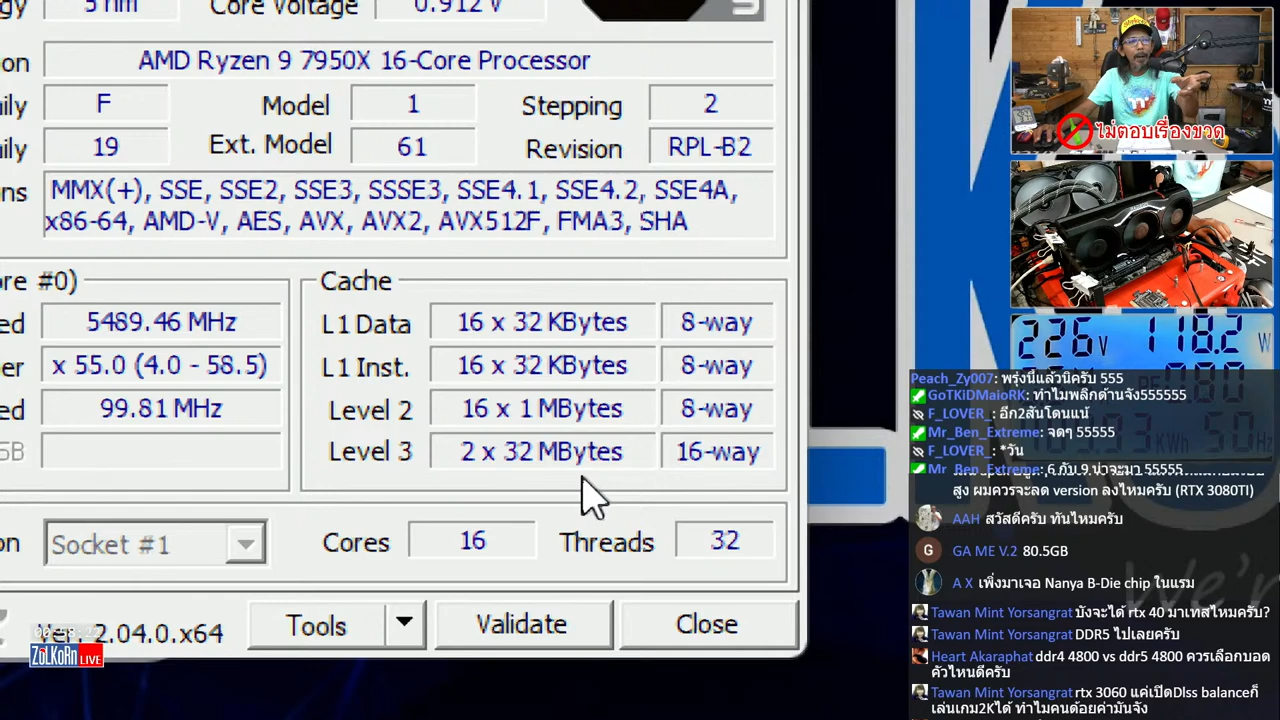 Core Voltage
0.912 V
5 nm
AMD Ryzen 9 7950X 16-Core Processor
F
Model
1
Stepping
2
19
Ext. Model
61
Revision
RPL-B2
MMX(+), SSE, SSE2, SSE3, SSSE3, SSE4.1, SSE4.2, SSE4A,
x86-64, AMD-V, AES, AVX, AVX2, AVX512F, FMA3, SHA
ore #0)
Cache
5489.46 MHz
L1 Data
16 x 32 KBytes
8-way
x 55.0 (4.0 - 58.5)
L1 Inst.
16 x 32 KBytes
8-way
99.81 MHz
Level 2
16 x 1 MBytes
8-way
Level 3
2 x 32 MBytes
16-way
Socket #1
Cores
16
Threads
32
Ver. 2.04.0.x64
Tools
Validate
Close
ZOLKORN LIVE
ไม่ตอบเรื่องขวด
226 V 118.2 W
Peach_Zy007: พรุ่งนี้แล้วนิครับ 555
GoTKiDMaioRK: ทำไมพลิกด้านจัง555555
F_LOVER_: อีก2สันโดนแน้
Mr_Ben_Extreme: จดๆ 55555
F_LOVER_: *วัน
Mr_Ben_Extreme: ,6 กับ 9 น่าจะมา 55555
สูง ผมควรจะลด version ลงไหมครับ (RTX 3080TI)
AAH สวัสดีครับ ทันไหมครับ
GA ME V.2 80.5GB
A X เพิ่งมาเจอ Nanya B-Die chip ในแรม
Tawan Mint Yorsangrat บังจะได้ rtx 40 มาเทสไหมครับ?
Tawan Mint Yorsangrat DDR5 ไปเลยครับ
Heart Akaraphat ddr4 4800 vs ddr5 4800 ควรเลือกบอด
คัวไหนดีครับ
Tawan Mint Yorsangrat rtx 3060 แค่เปิดDlss balanceก็
เล่นเกม2Kได้ ทำไมคนด้อยค่ามันจัง